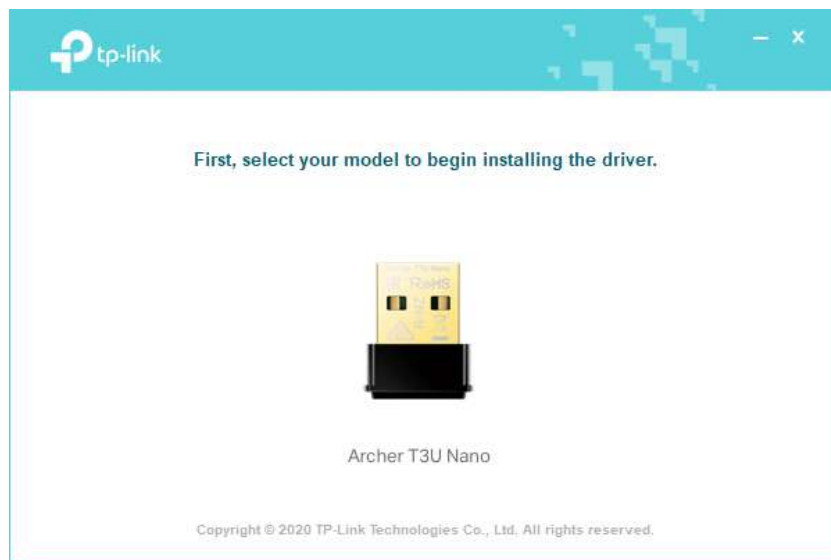 tp-link
First, select your model to begin installing the driver.
RoHS
Archer T3U Nano
Copyright © 2020 TP-Link Technologies Co., Ltd. All rights reserved.